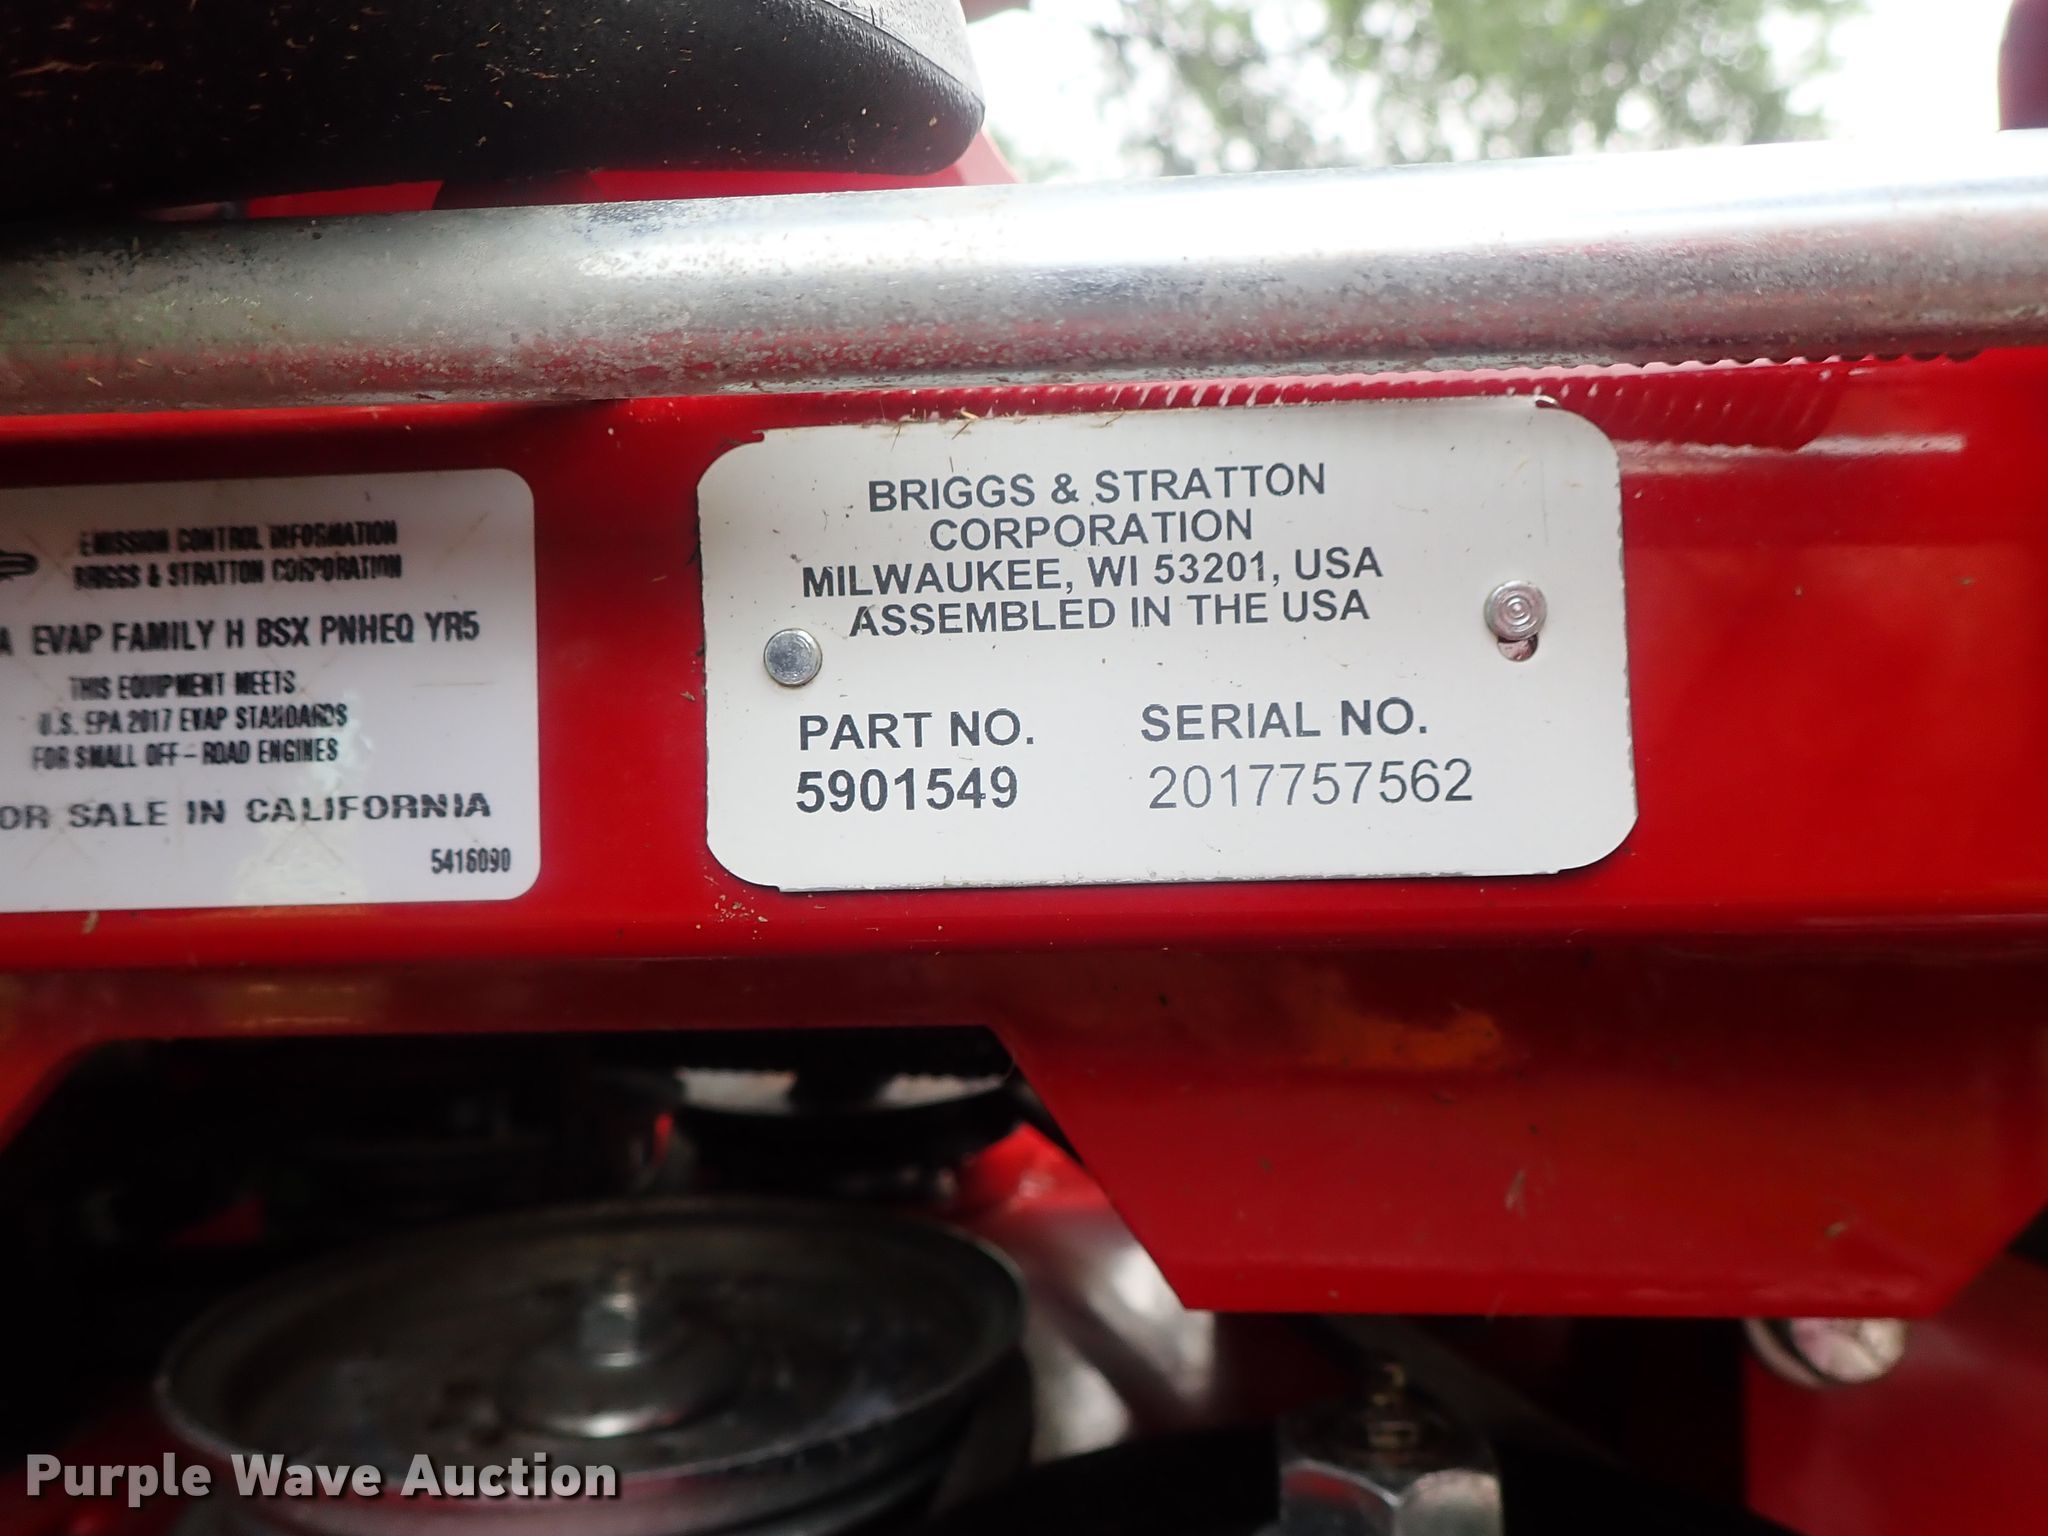 EMISSION CONTROL INFORMATION
BRIGGS & STRATTON CORPORATION
A EVAP FAMILY H BSX PNHEQ YR5
THIS EQUIPMENT MEETS
U.S. EPA 2017 EVAP STANDARDS
FOR SMALL OFF-ROAD ENGINES
OR SALE IN CALIFORNIA
5416090
BRIGGS & STRATTON
CORPORATION
MILWAUKEE, WI 53201, USA
ASSEMBLED IN THE USA
PART NO. SERIAL NO.
5901549 2017757562
Purple Wave Auction